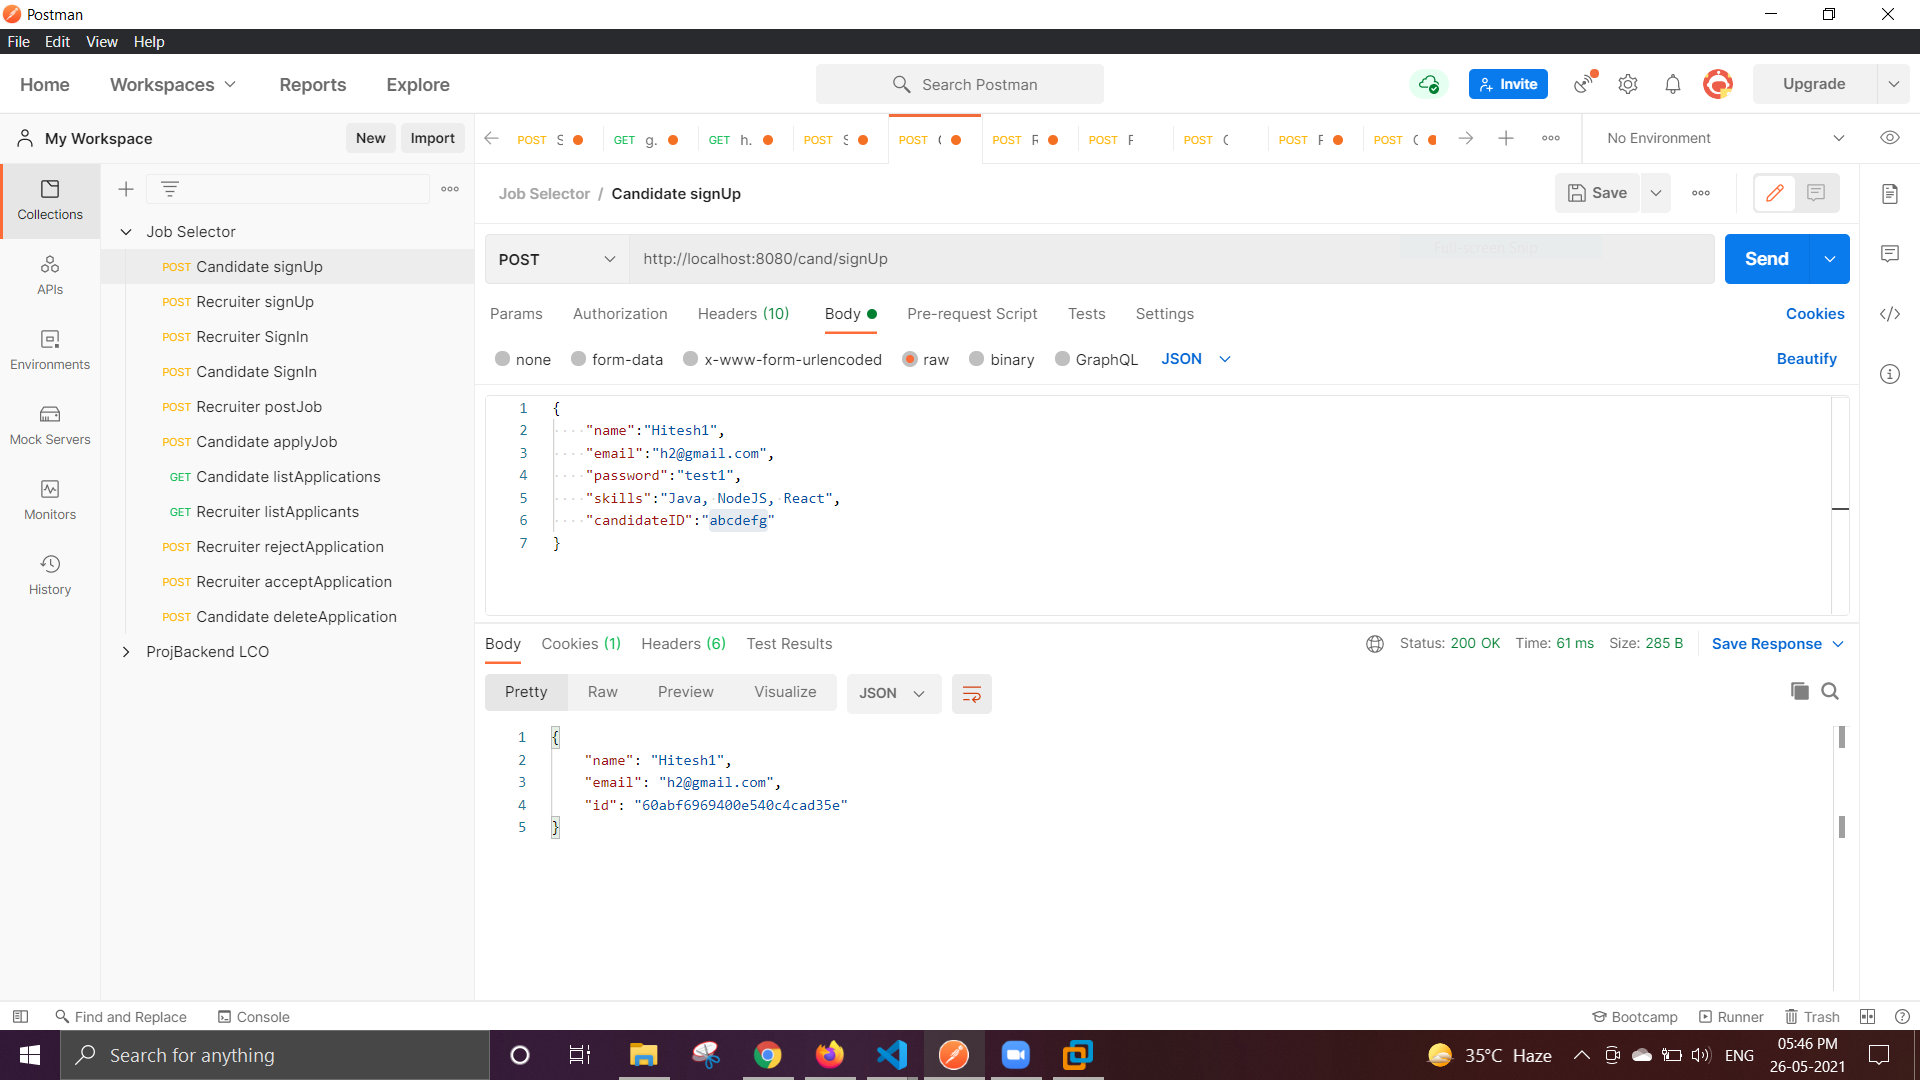 Postman
File Edit View Help
Home Workspaces Reports Explore
Search Postman
Invite
Upgrade
My Workspace
New Import
POST S GET g. GET h. POST S POST POST R POST F POST POST F POST
No Environment
Job Selector / Candidate signUp
Save
Collections
APIs
Environments
Mock Servers
Monitors
History
Job Selector
POST Candidate signUp
POST Recruiter signUp
POST Recruiter SignIn
POST Candidate SignIn
POST Recruiter postJob
POST Candidate applyJob
GET Candidate listApplications
GET Recruiter listApplicants
POST Recruiter rejectApplication
POST Recruiter acceptApplication
POST Candidate deleteApplication
ProjBackend LCO
POST http://localhost:8080/cand/signUp
Full-screen Snip
Send
Params Authorization Headers (10) Body Pre-request Script Tests Settings Cookies
none form-data x-www-form-urlencoded raw binary GraphQL JSON Beautify
1 {
2 "name":"Hitesh1",
3 "email":"h2@gmail.com",
4 "password":"test1",
5 "skills":"Java, NodeJS, React",
6 "candidateID":"abcdefg"
7 }
Body Cookies (1) Headers (6) Test Results Status: 200 OK Time: 61 ms Size: 285 B Save Response
Pretty Raw Preview Visualize JSON
1 {
2 "name": "Hitesh1",
3 "email": "h2@gmail.com",
4 "id": "60abf6969400e540c4cad35e"
5 }
Find and Replace Console Bootcamp Runner Trash
Search for anything
35°C Haze ENG
05:46 PM
26-05-2021